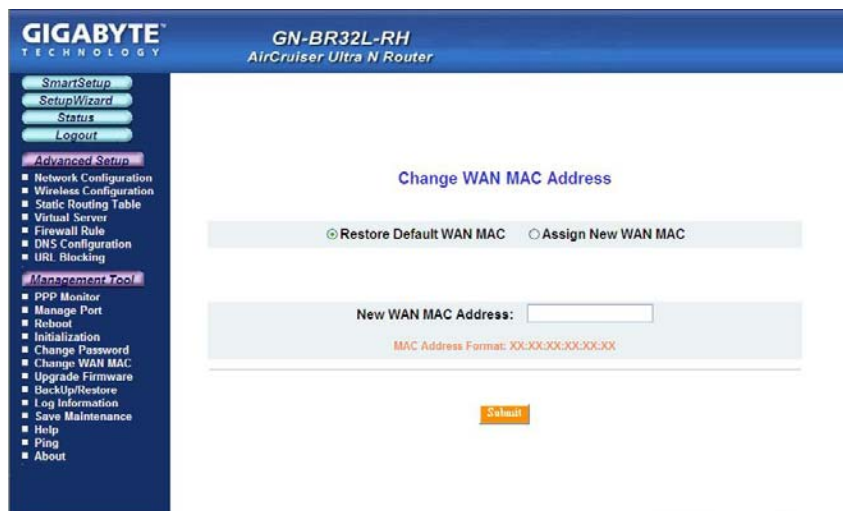 GIGABYTE™
TECHNOLOGY
GN-BR32L-RH
AirCruiser Ultra N Router
SmartSetup
SetupWizard
Status
Logout
Advanced Setup
Network Configuration
Wireless Configuration
Static Routing Table
Virtual Server
Firewall Rule
DNS Configuration
URL Blocking
Management Tool
PPP Monitor
Manage Port
Reboot
Initialization
Change Password
Change WAN MAC
Upgrade Firmware
BackUp/Restore
Log Information
Save Maintenance
Help
Ping
About
Change WAN MAC Address
Restore Default WAN MAC Assign New WAN MAC
New WAN MAC Address:
MAC Address Format: XX:XX:XX:XX:XX:XX
Submit